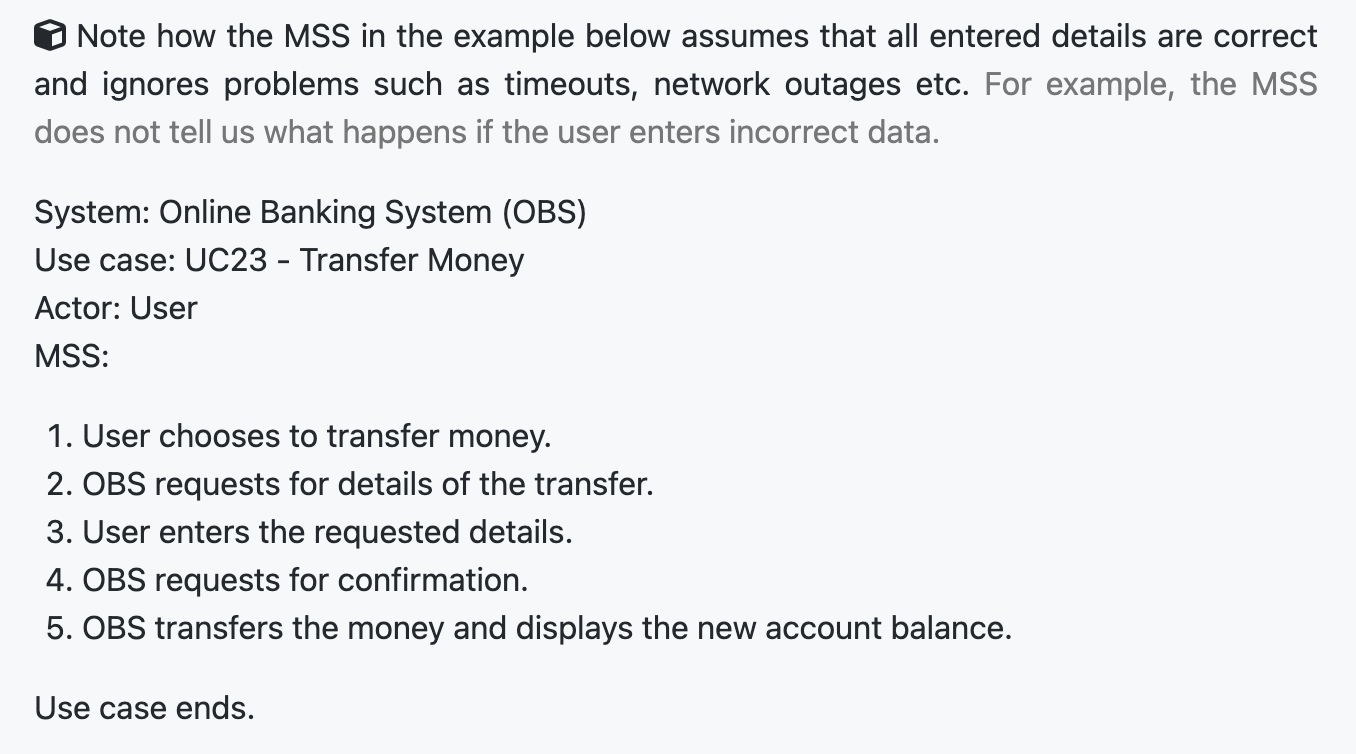 Note how the MSS in the example below assumes that all entered details are correct
and ignores problems such as timeouts, network outages etc. For example, the MSS
does not tell us what happens if the user enters incorrect data.
System: Online Banking System (OBS)
Use case: UC23 - Transfer Money
Actor: User
MSS:
1. User chooses to transfer money.
2. OBS requests for details of the transfer.
3. User enters the requested details.
4. OBS requests for confirmation.
5. OBS transfers the money and displays the new account balance.
Use case ends.